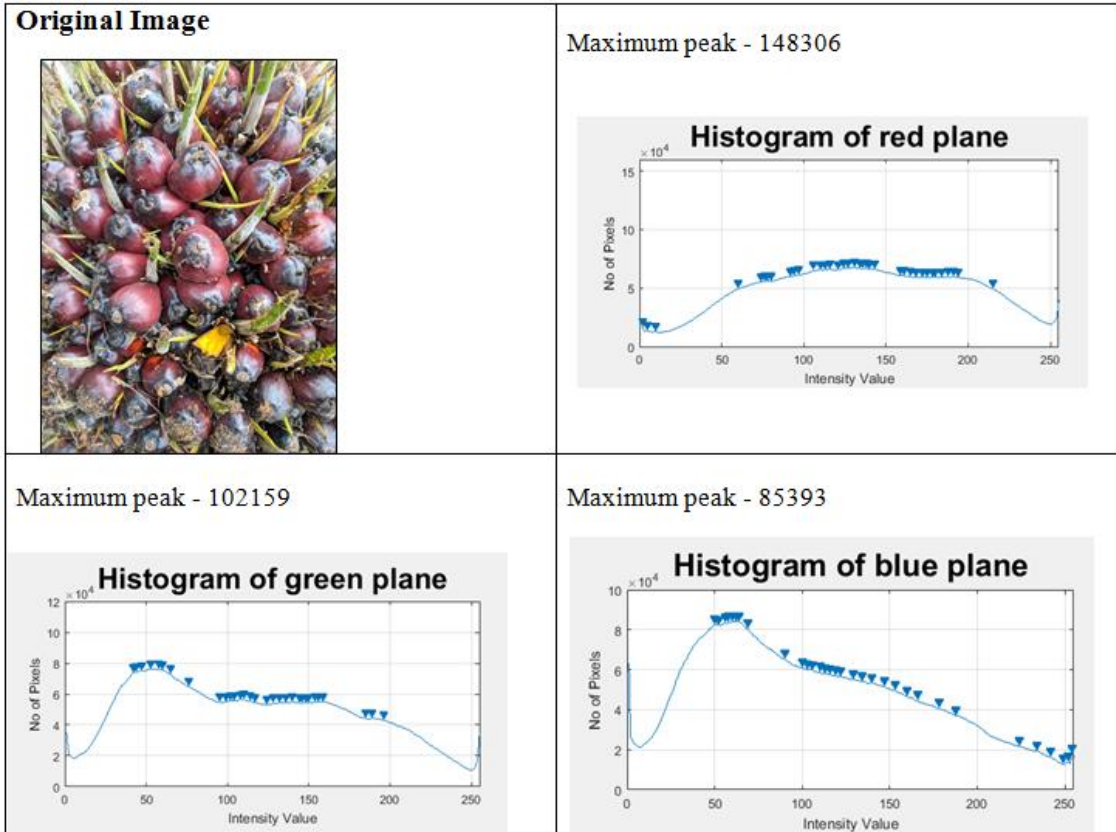 Original Image
Maximum peak - 148306
Histogram of red plane
×10^4
15
10
5
0
No of Pixels
0 50 100 150 200 250
Intensity Value
Maximum peak - 102159
Histogram of green plane
×10^4
12
10
8
6
4
2
0
No of Pixels
0 50 100 150 200 250
Intensity Value
Maximum peak - 85393
Histogram of blue plane
×10^4
10
8
6
4
2
0
No of Pixels
0 50 100 150 200 250
Intensity Value